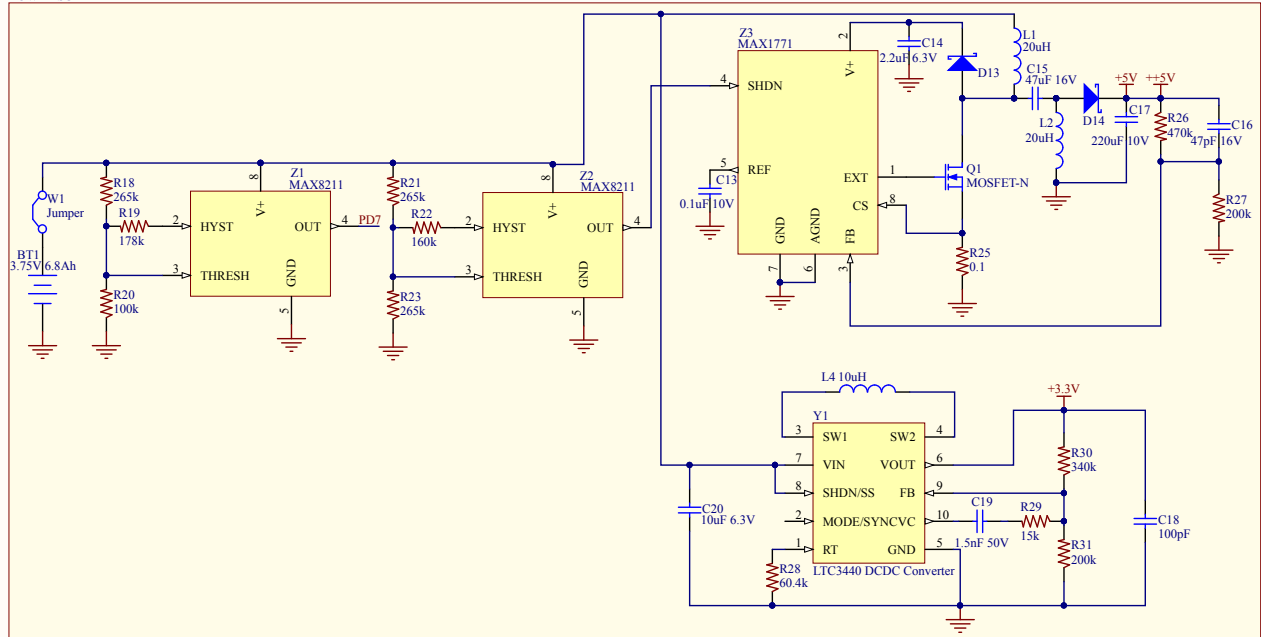 Z3
MAX1771
2
V+
C14
2.2uF 6.3V
D13
L1
20uH
C15
47uF 16V
+5V
++5V
4
SHDN
D14
C17
220uF 10V
R26
470k
C16
47pF 16V
L2
20uH
5
REF
C13
0.1uF 10V
EXT
1
Q1
MOSFET-N
CS
8
GND
AGND
FB
7
6
3
R25
0.1
R27
200k
W1
Jumper
BT1
3.75V 6.8Ah
R18
265k
R19
178k
R20
100k
Z1
MAX8211
8
V+
2
HYST
OUT
4
PD7
3
THRESH
GND
5
R21
265k
R22
160k
R23
265k
Z2
MAX8211
8
V+
2
HYST
OUT
4
3
THRESH
GND
5
L4 10uH
Y1
3
SW1
SW2
4
7
VIN
VOUT
6
8
SHDN/SS
FB
9
2
MODE/SYNCVC
10
1
RT
GND
5
LTC3440 DCDC Converter
C20
10uF 6.3V
R28
60.4k
C19
1.5nF 50V
R29
15k
+3.3V
R30
340k
R31
200k
C18
100pF